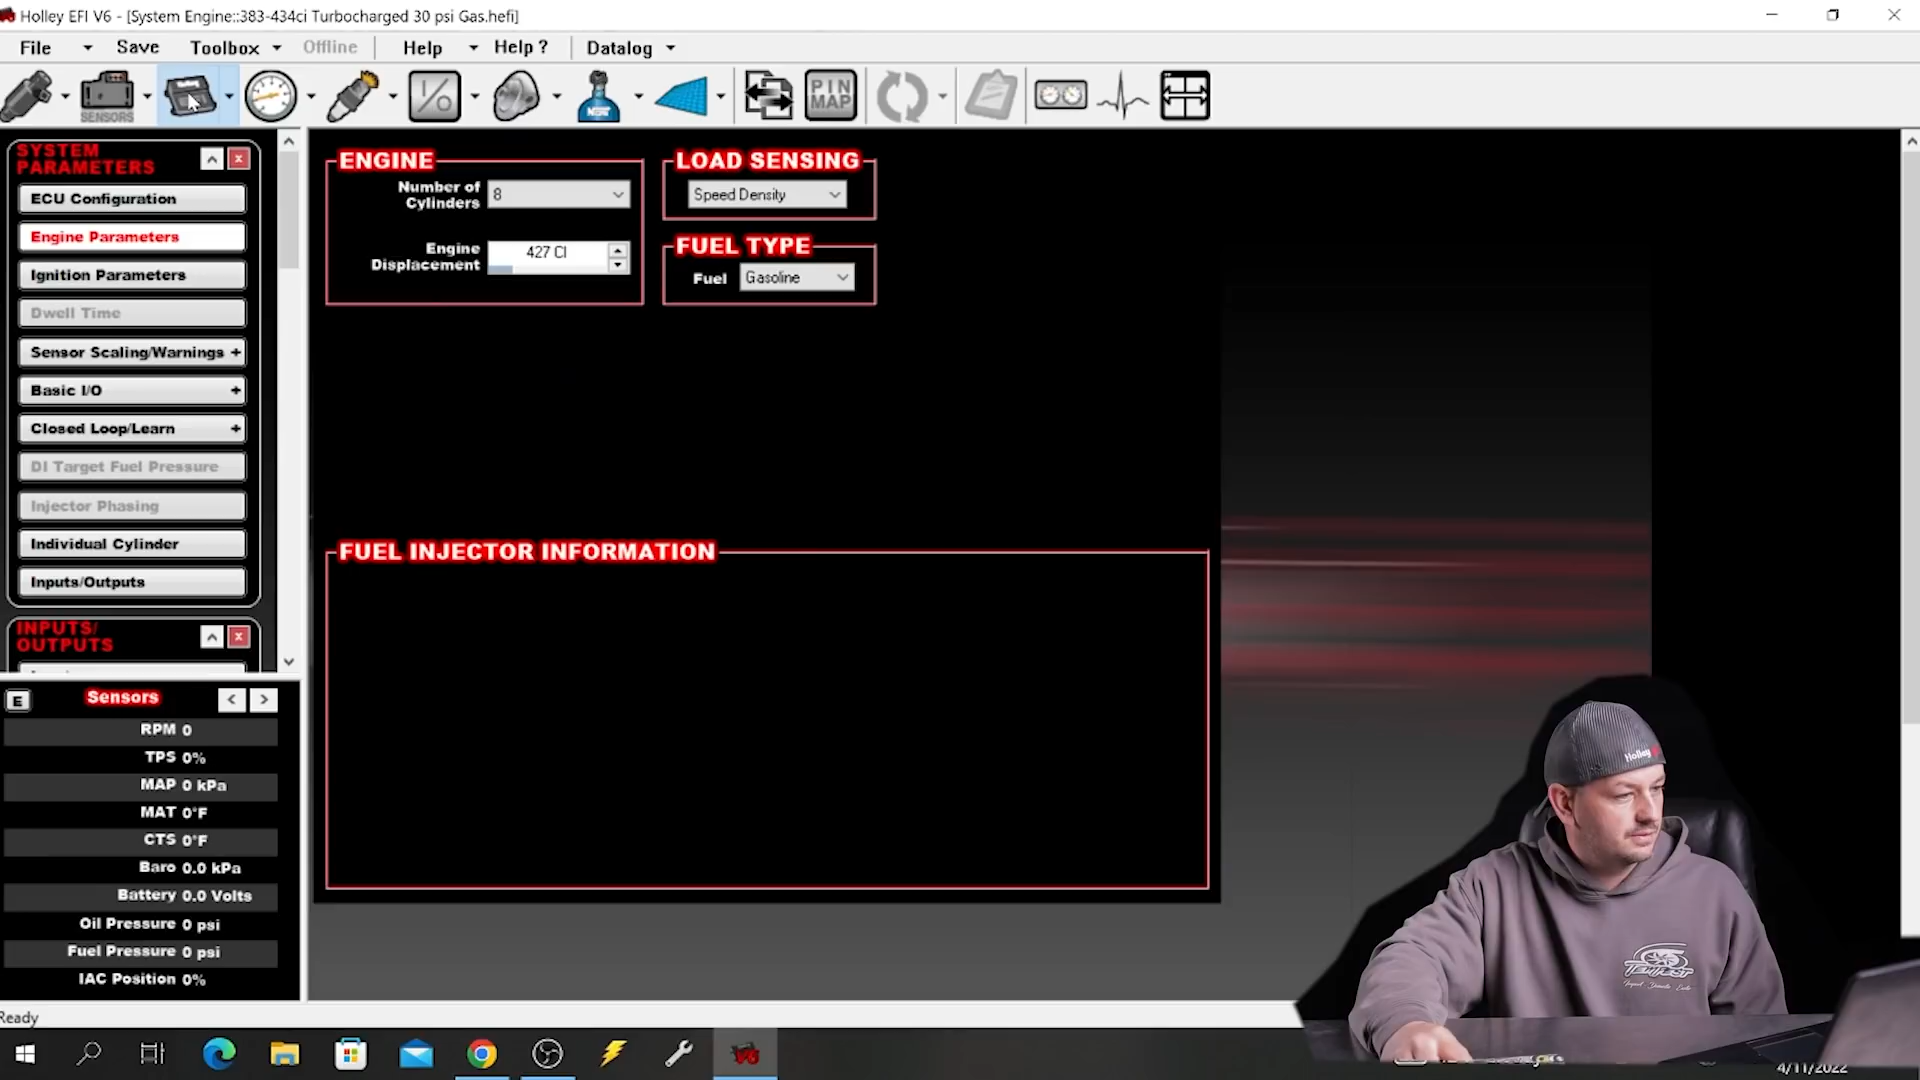 Holley EFI V6 - [System Engine::383-434ci Turbocharged 30 psi Gas.hefi]
File Save Toolbox Offline Help Help ? Datalog
SENSORS
I/O
NEW
PIN
MAP
SYSTEM
PARAMETERS
ECU Configuration
Engine Parameters
Ignition Parameters
Dwell Time
Sensor Scaling/Warnings +
Basic I/O +
Closed Loop/Learn +
DI Target Fuel Pressure
Injector Phasing
Individual Cylinder
Inputs/Outputs
INPUTS/
OUTPUTS
ENGINE
Number of
Cylinders
8
Engine
Displacement
427 CI
LOAD SENSING
Speed Density
FUEL TYPE
Fuel Gasoline
FUEL INJECTOR INFORMATION
E Sensors < >
RPM 0
TPS 0%
MAP 0 kPa
MAT 0°F
CTS 0°F
Baro 0.0 kPa
Battery 0.0 Volts
Oil Pressure 0 psi
Fuel Pressure 0 psi
IAC Position 0%
Ready
V6
4/11/2022
Holley
TEMPEST